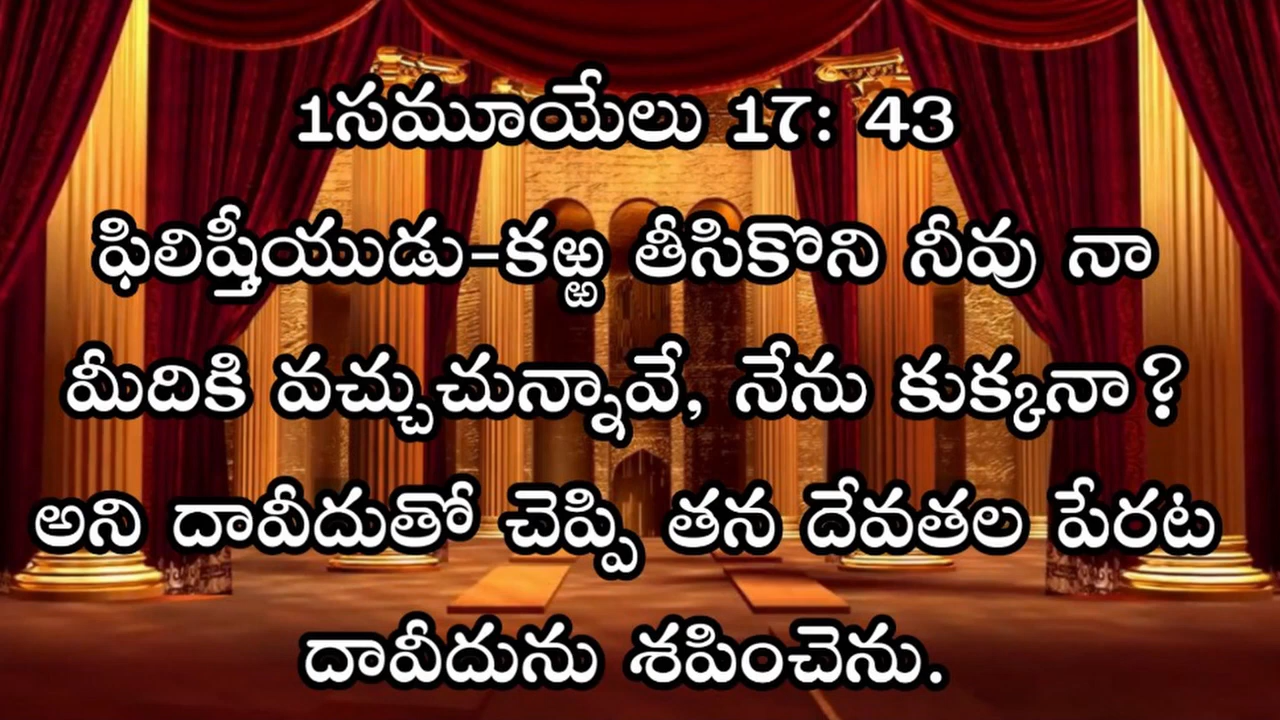 1సమూయేలు 17: 43
ఫిలిష్తీయుడు-కఱ్ఱ తీసికొని నీవు నా
మీదికి వచ్చుచున్నావే, నేను కుక్కనా?
అని దావీదుతో చెప్పి తన దేవతల పేరట
దావీదును శపించెను.